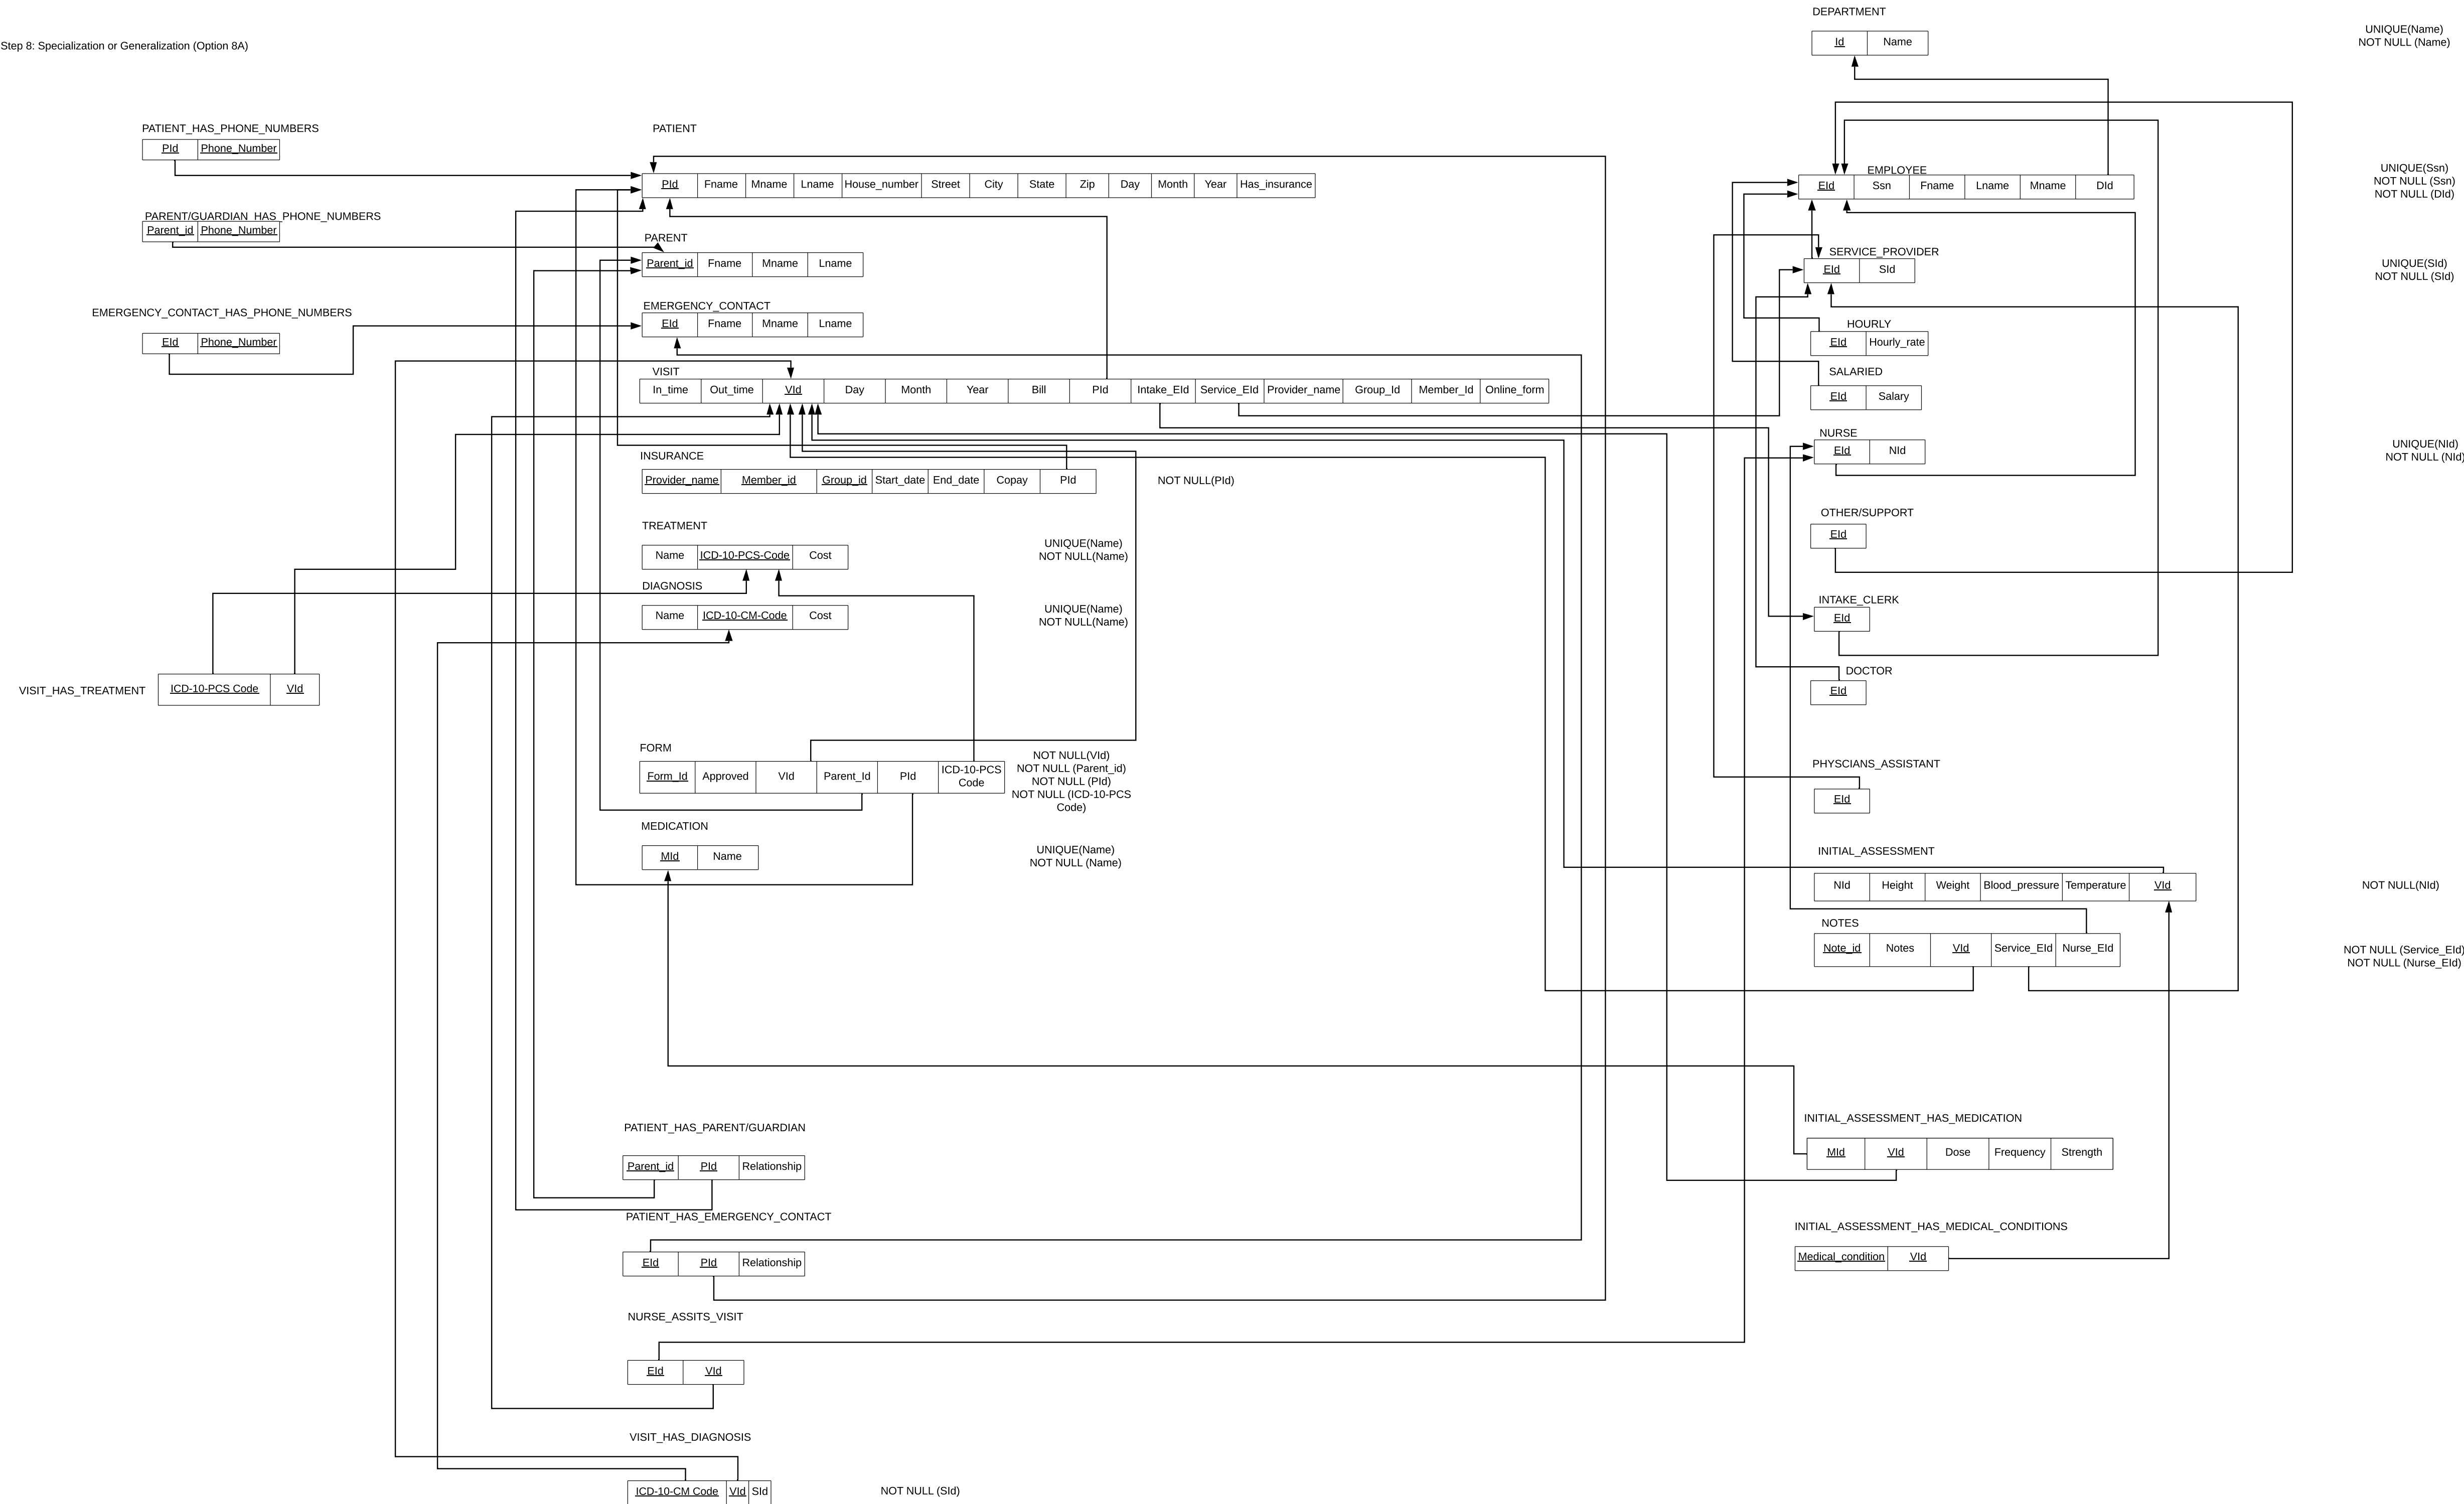 Step 8: Specialization or Generalization (Option 8A)
DEPARTMENT
Id Name
UNIQUE(Name)
NOT NULL (Name)
PATIENT_HAS_PHONE_NUMBERS
PId Phone_Number
PATIENT
PId Fname Mname Lname House_number Street City State Zip Day Month Year Has_insurance
EMPLOYEE
EId Ssn Fname Lname Mname DId
UNIQUE(Ssn)
NOT NULL (Ssn)
NOT NULL (DId)
PARENT/GUARDIAN_HAS_PHONE_NUMBERS
Parent_id Phone_Number
PARENT
Parent_id Fname Mname Lname
SERVICE_PROVIDER
EId SId
UNIQUE(SId)
NOT NULL (SId)
EMERGENCY_CONTACT_HAS_PHONE_NUMBERS
EId Phone_Number
EMERGENCY_CONTACT
EId Fname Mname Lname
HOURLY
EId Hourly_rate
VISIT
In_time Out_time VId Day Month Year Bill PId Intake_EId Service_EId Provider_name Group_Id Member_Id Online_form
SALARIED
EId Salary
INSURANCE
Provider_name Member_id Group_id Start_date End_date Copay PId
NOT NULL(PId)
NURSE
EId NId
UNIQUE(NId)
NOT NULL (NId)
TREATMENT
Name ICD-10-PCS-Code Cost
UNIQUE(Name)
NOT NULL(Name)
OTHER/SUPPORT
EId
DIAGNOSIS
Name ICD-10-CM-Code Cost
UNIQUE(Name)
NOT NULL(Name)
INTAKE_CLERK
EId
VISIT_HAS_TREATMENT
ICD-10-PCS Code VId
DOCTOR
EId
FORM
Form_Id Approved VId Parent_Id PId ICD-10-PCS
Code
NOT NULL(VId)
NOT NULL (Parent_id)
NOT NULL (PId)
NOT NULL (ICD-10-PCS
Code)
PHYSCIANS_ASSISTANT
EId
MEDICATION
MId Name
UNIQUE(Name)
NOT NULL (Name)
INITIAL_ASSESSMENT
NId Height Weight Blood_pressure Temperature VId
NOT NULL(NId)
NOTES
Note_id Notes VId Service_EId Nurse_EId
NOT NULL (Service_EId)
NOT NULL (Nurse_EId)
PATIENT_HAS_PARENT/GUARDIAN
Parent_id PId Relationship
INITIAL_ASSESSMENT_HAS_MEDICATION
MId VId Dose Frequency Strength
PATIENT_HAS_EMERGENCY_CONTACT
EId PId Relationship
INITIAL_ASSESSMENT_HAS_MEDICAL_CONDITIONS
Medical_condition VId
NURSE_ASSITS_VISIT
EId VId
VISIT_HAS_DIAGNOSIS
ICD-10-CM Code VId SId
NOT NULL (SId)